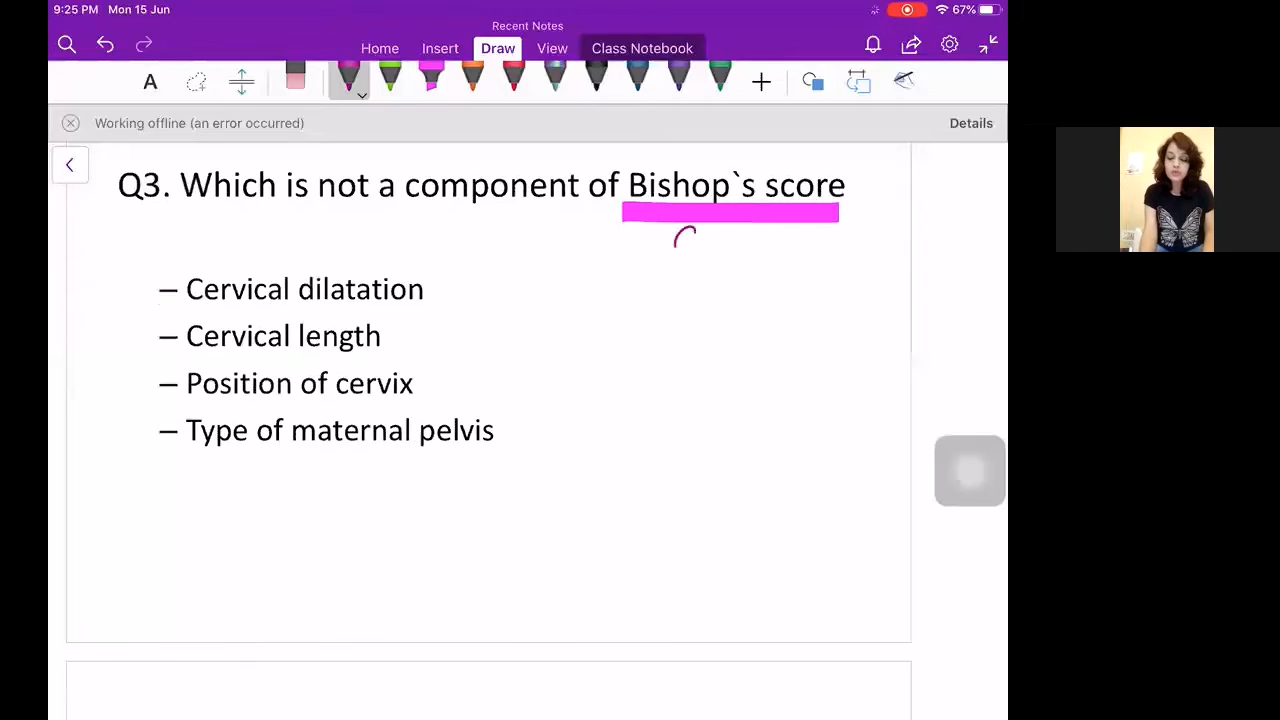 9:25 PM Mon 15 Jun
67%
Recent Notes
Home Insert Draw View Class Notebook
A
Working offline (an error occurred)
Details
Q3. Which is not a component of Bishop`s score
– Cervical dilatation
– Cervical length
– Position of cervix
– Type of maternal pelvis